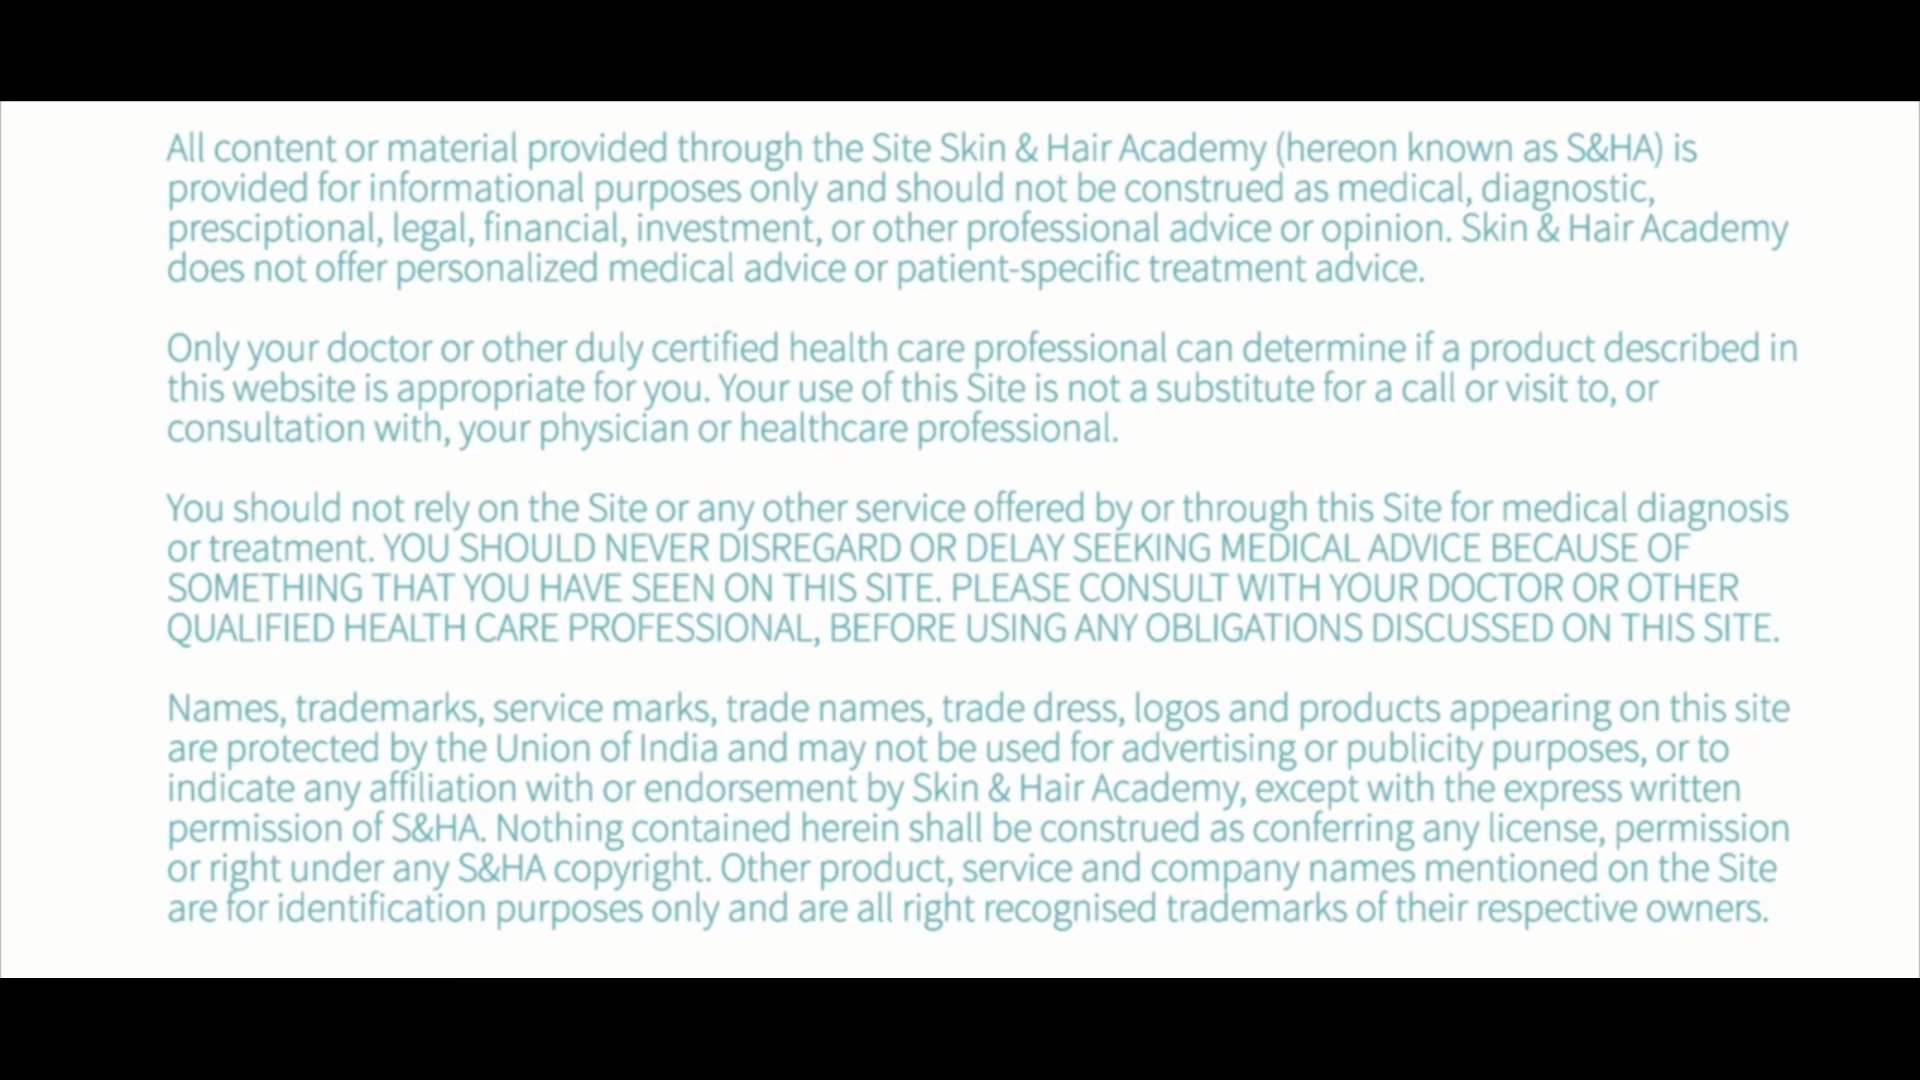 All content or material provided through the Site Skin & Hair Academy (hereon known as S&HA) is
provided for informational purposes only and should not be construed as medical, diagnostic,
presciptional, legal, financial, investment, or other professional advice or opinion. Skin & Hair Academy
does not offer personalized medical advice or patient-specific treatment advice.
Only your doctor or other duly certified health care professional can determine if a product described in
this website is appropriate for you. Your use of this Site is not a substitute for a call or visit to, or
consultation with, your physician or healthcare professional.
You should not rely on the Site or any other service offered by or through this Site for medical diagnosis
or treatment. YOU SHOULD NEVER DISREGARD OR DELAY SEEKING MEDICAL ADVICE BECAUSE OF
SOMETHING THAT YOU HAVE SEEN ON THIS SITE. PLEASE CONSULT WITH YOUR DOCTOR OR OTHER
QUALIFIED HEALTH CARE PROFESSIONAL, BEFORE USING ANY OBLIGATIONS DISCUSSED ON THIS SITE.
Names, trademarks, service marks, trade names, trade dress, logos and products appearing on this site
are protected by the Union of India and may not be used for advertising or publicity purposes, or to
indicate any affiliation with or endorsement by Skin & Hair Academy, except with the express written
permission of S&HA. Nothing contained herein shall be construed as conferring any license, permission
or right under any S&HA copyright. Other product, service and company names mentioned on the Site
are for identification purposes only and are all right recognised trademarks of their respective owners.